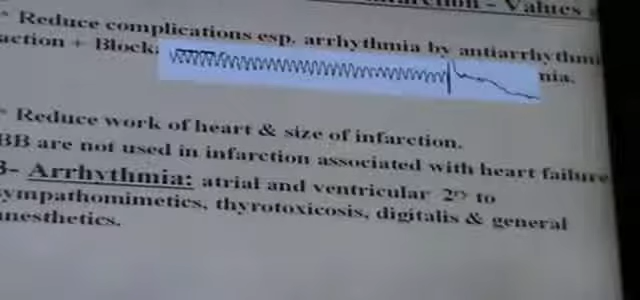 nfarction - Values
* Reduce complications esp. arrhythmia by antiarrhythmi
action + Block nia.
* Reduce work of heart & size of infarction.
BB are not used in infarction associated with heart failure
3- Arrhythmia: atrial and ventricular 2ry to
sympathomimetics, thyrotoxicosis, digitalis & general
anesthetics.